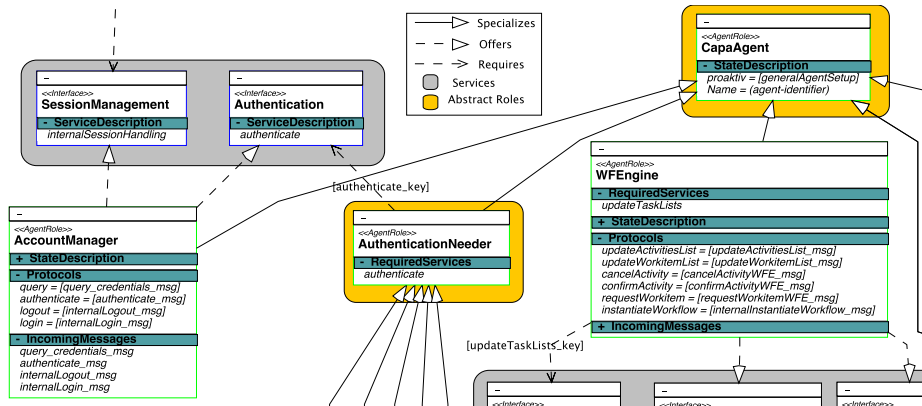 Specializes
Offers
Requires
Services
Abstract Roles
<<AgentRole>>
CapaAgent
- StateDescription
proaktiv = [generalAgentSetup]
Name = (agent-identifier)
<<Interface>>
SessionManagement
- ServiceDescription
internalSessionHandling
<<Interface>>
Authentication
- ServiceDescription
authenticate
[authenticate_key]
<<AgentRole>>
AccountManager
+ StateDescription
- Protocols
query = [query_credentials_msg]
authenticate = [authenticate_msg]
logout = [internalLogout_msg]
login = [internalLogin_msg]
- IncomingMessages
query_credentials_msg
authenticate_msg
internalLogout_msg
internalLogin_msg
<<AgentRole>>
AuthenticationNeeder
- RequiredServices
authenticate
<<AgentRole>>
WFEngine
- RequiredServices
updateTaskLists
+ StateDescription
- Protocols
updateActivitiesList = [updateActivitiesList_msg]
updateWorkitemList = [updateWorkitemList_msg]
cancelActivity = [cancelActivityWFE_msg]
confirmActivity = [confirmActivityWFE_msg]
requestWorkitem = [requestWorkitemWFE_msg]
instantiateWorkflow = [internalInstantiateWorkflow_msg]
+ IncomingMessages
[updateTaskLists_key]
<<Interface>>
<<Interface>>
<<Interface>>